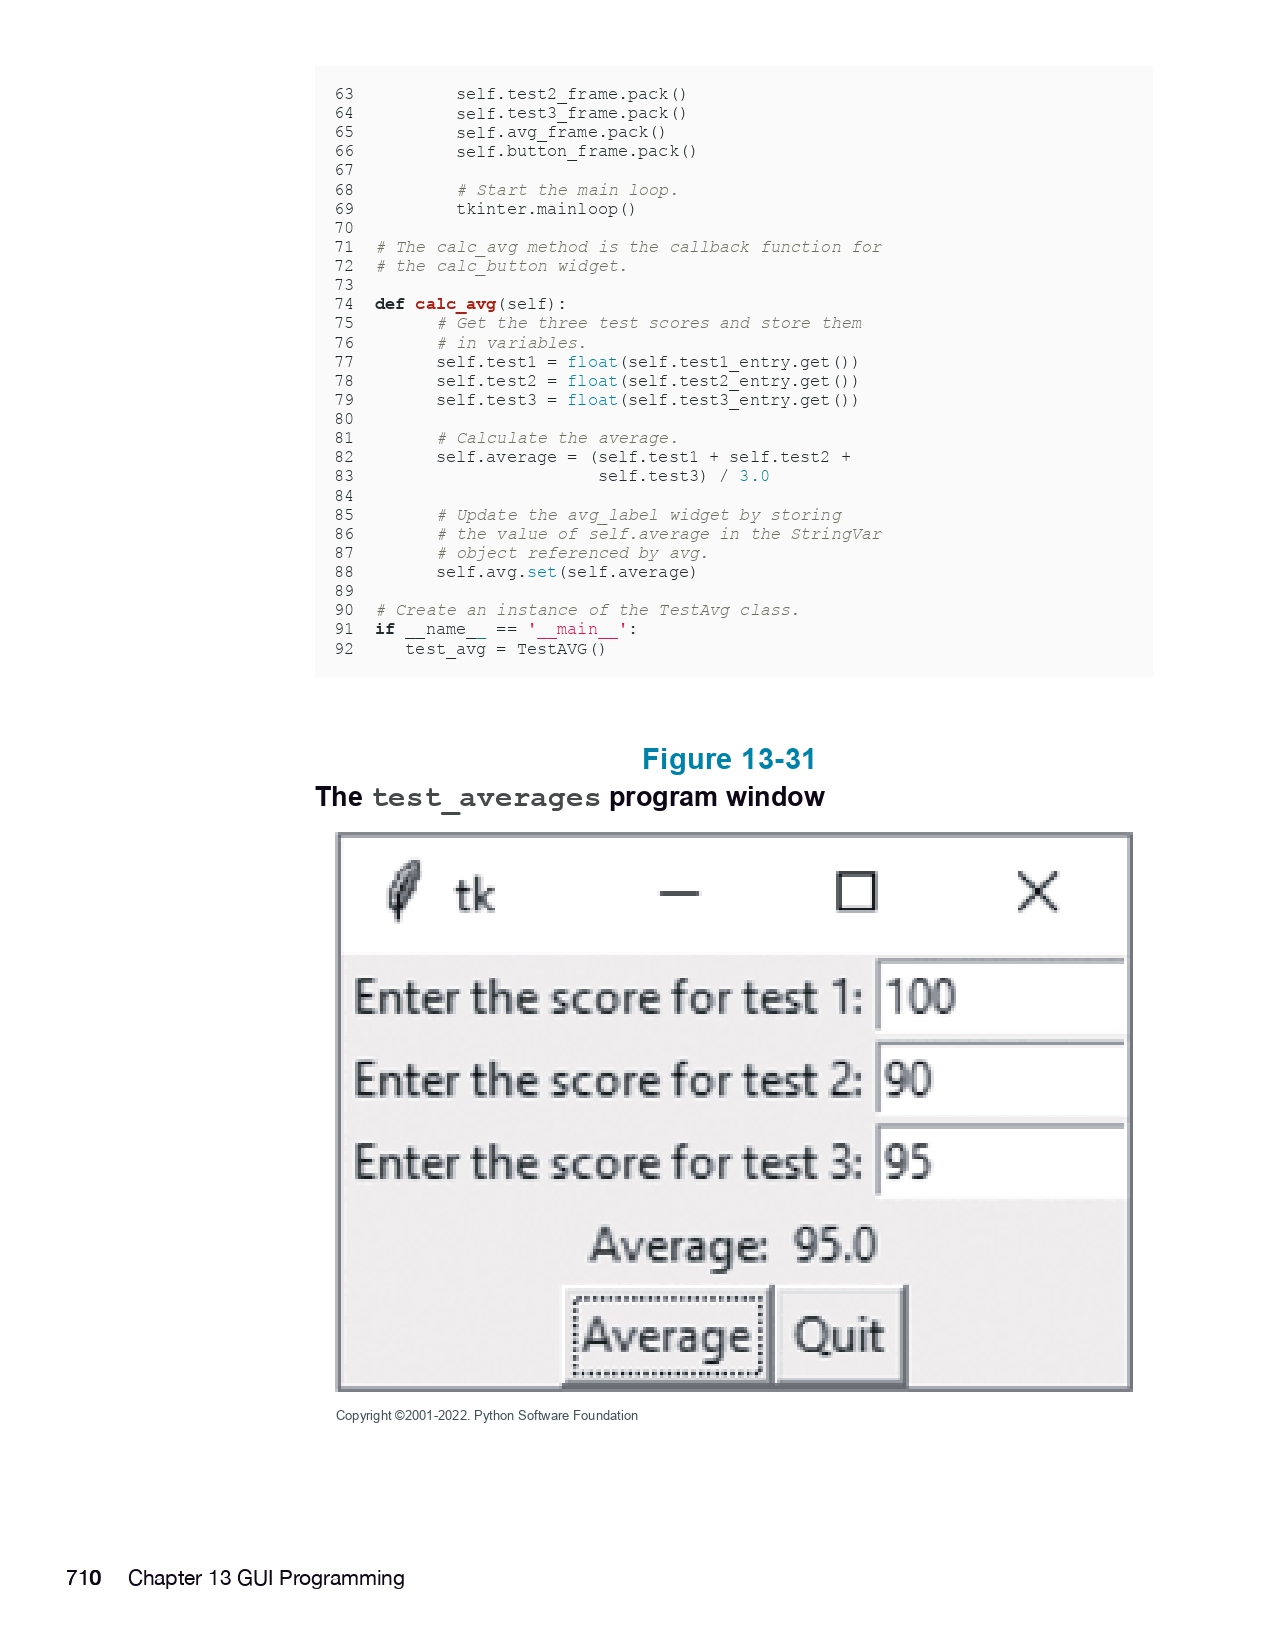 63          self.test2_frame.pack()
64          self.test3_frame.pack()
65          self.avg_frame.pack()
66          self.button_frame.pack()
67
68          # Start the main loop.
69          tkinter.mainloop()
70
71  # The calc_avg method is the callback function for
72  # the calc_button widget.
73
74  def calc_avg(self):
75        # Get the three test scores and store them
76        # in variables.
77        self.test1 = float(self.test1_entry.get())
78        self.test2 = float(self.test2_entry.get())
79        self.test3 = float(self.test3_entry.get())
80
81        # Calculate the average.
82        self.average = (self.test1 + self.test2 +
83                        self.test3) / 3.0
84
85        # Update the avg_label widget by storing
86        # the value of self.average in the StringVar
87        # object referenced by avg.
88        self.avg.set(self.average)
89
90  # Create an instance of the TestAvg class.
91  if __name__ == '__main__':
92     test_avg = TestAVG()
Figure 13-31
The test_averages program window
tk
Enter the score for test 1: 100
Enter the score for test 2: 90
Enter the score for test 3: 95
Average: 95.0
Average Quit
Copyright ©2001-2022. Python Software Foundation
710 Chapter 13 GUI Programming